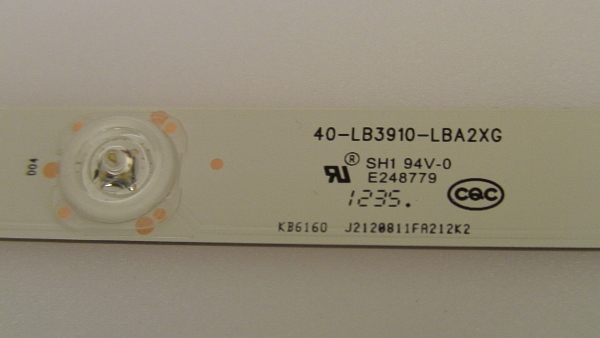 40-LB3910-LBA2XG
D04
® SH1 94V-0
E248779
1235.
CQC
KB6160 J2120811FA212K2